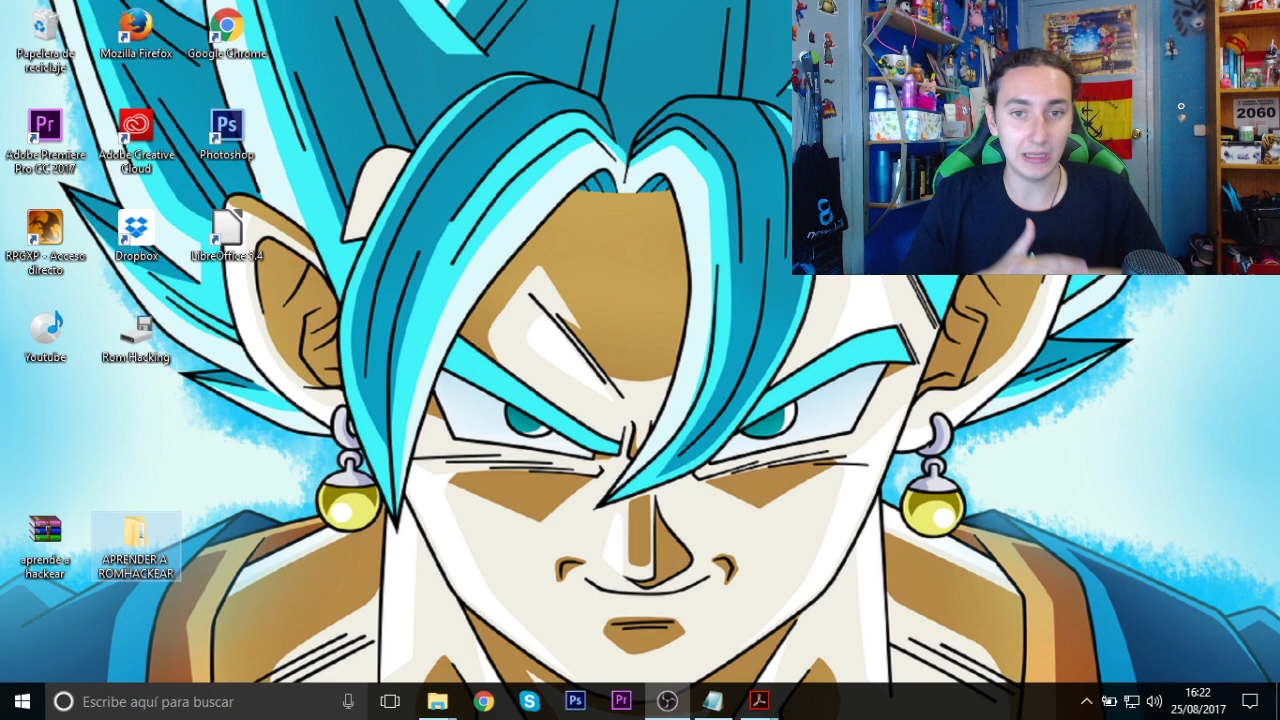 Papelera de
reciclaje
Mozilla Firefox
Google Chrome
Pr
Adobe Premiere
Pro CC 2017
Adobe Creative
Cloud
Ps
Photoshop
RPGXP - Acceso
directo
Dropbox
LibreOffice 5.4
Youtube
Rom Hacking
aprende a
hackear
APRENDER A
ROMHACKEAR
2060
Escribe aquí para buscar
Ps
Pr
16:22
25/08/2017